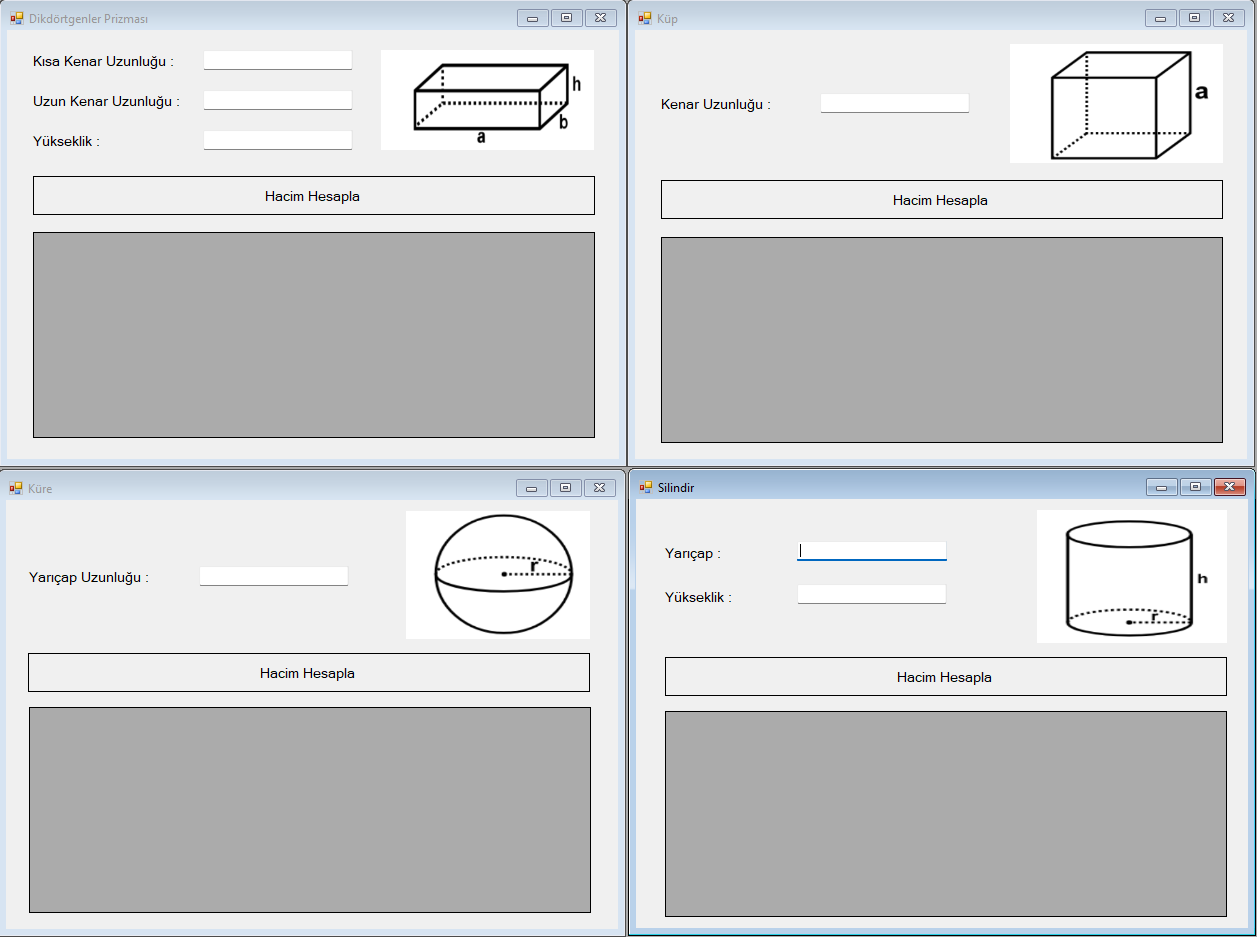 Dikdörtgenler Prizması
Kısa Kenar Uzunluğu :
Uzun Kenar Uzunluğu :
Yükseklik :
h
b
a
Hacim Hesapla
Küp
Kenar Uzunluğu :
a
Hacim Hesapla
Küre
Yarıçap Uzunluğu :
r
Hacim Hesapla
Silindir
Yarıçap :
Yükseklik :
h
r
Hacim Hesapla